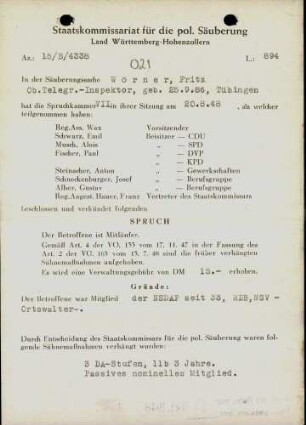 Staatskommissariat für die pol. Säuberung
Land Württemberg-Hohenzollern
Az.: 15/S/4338 L.: 894
021
In der Säuberungssache Wörner, Fritz
Ob.Telegr.-Inspektor, geb. 25.9.86, Tübingen
hat die Spruchkammer VII in ihrer Sitzung am 20.8.48, an welcher
teilgenommen haben:
Reg.Ass. Wax Vorsitzender
Schwarz, Emil Beisitzer — CDU
Musch, Alois — SPD
Fischer, Paul — DVP
— KPD
Steinacher, Anton — Gewerkschaften
Schneckenburger, Josef — Berufsgruppe
Alber, Gustav — Berufsgruppe
Reg.Angest. Hauer, Franz Vertreter des Staatskommissars
beschlossen und verkündet folgenden
SPRUCH
Der Betroffene ist Mitläufer.
Gemäß Art. 4 der VO. 133 vom 17. 11. 47 in der Fassung des
Art. 2 der VO. 165 vom 13. 7. 48 sind die früher verhängten
Sühnemaßnahmen aufgehoben.
Es wird eine Verwaltungsgebühr von DM 15.- erhoben.
Gründe:
Der Betroffene war Mitglied der NSDAP seit 33, RDB, NSV -
Ortswalter-.
Durch Entscheidung des Staatskommissars für die pol. Säuberung waren fol-
gende Sühnemaßnahmen verhängt worden:
3 DA-Stufen, 11b 3 Jahre.
Passives nominelles Mitglied.